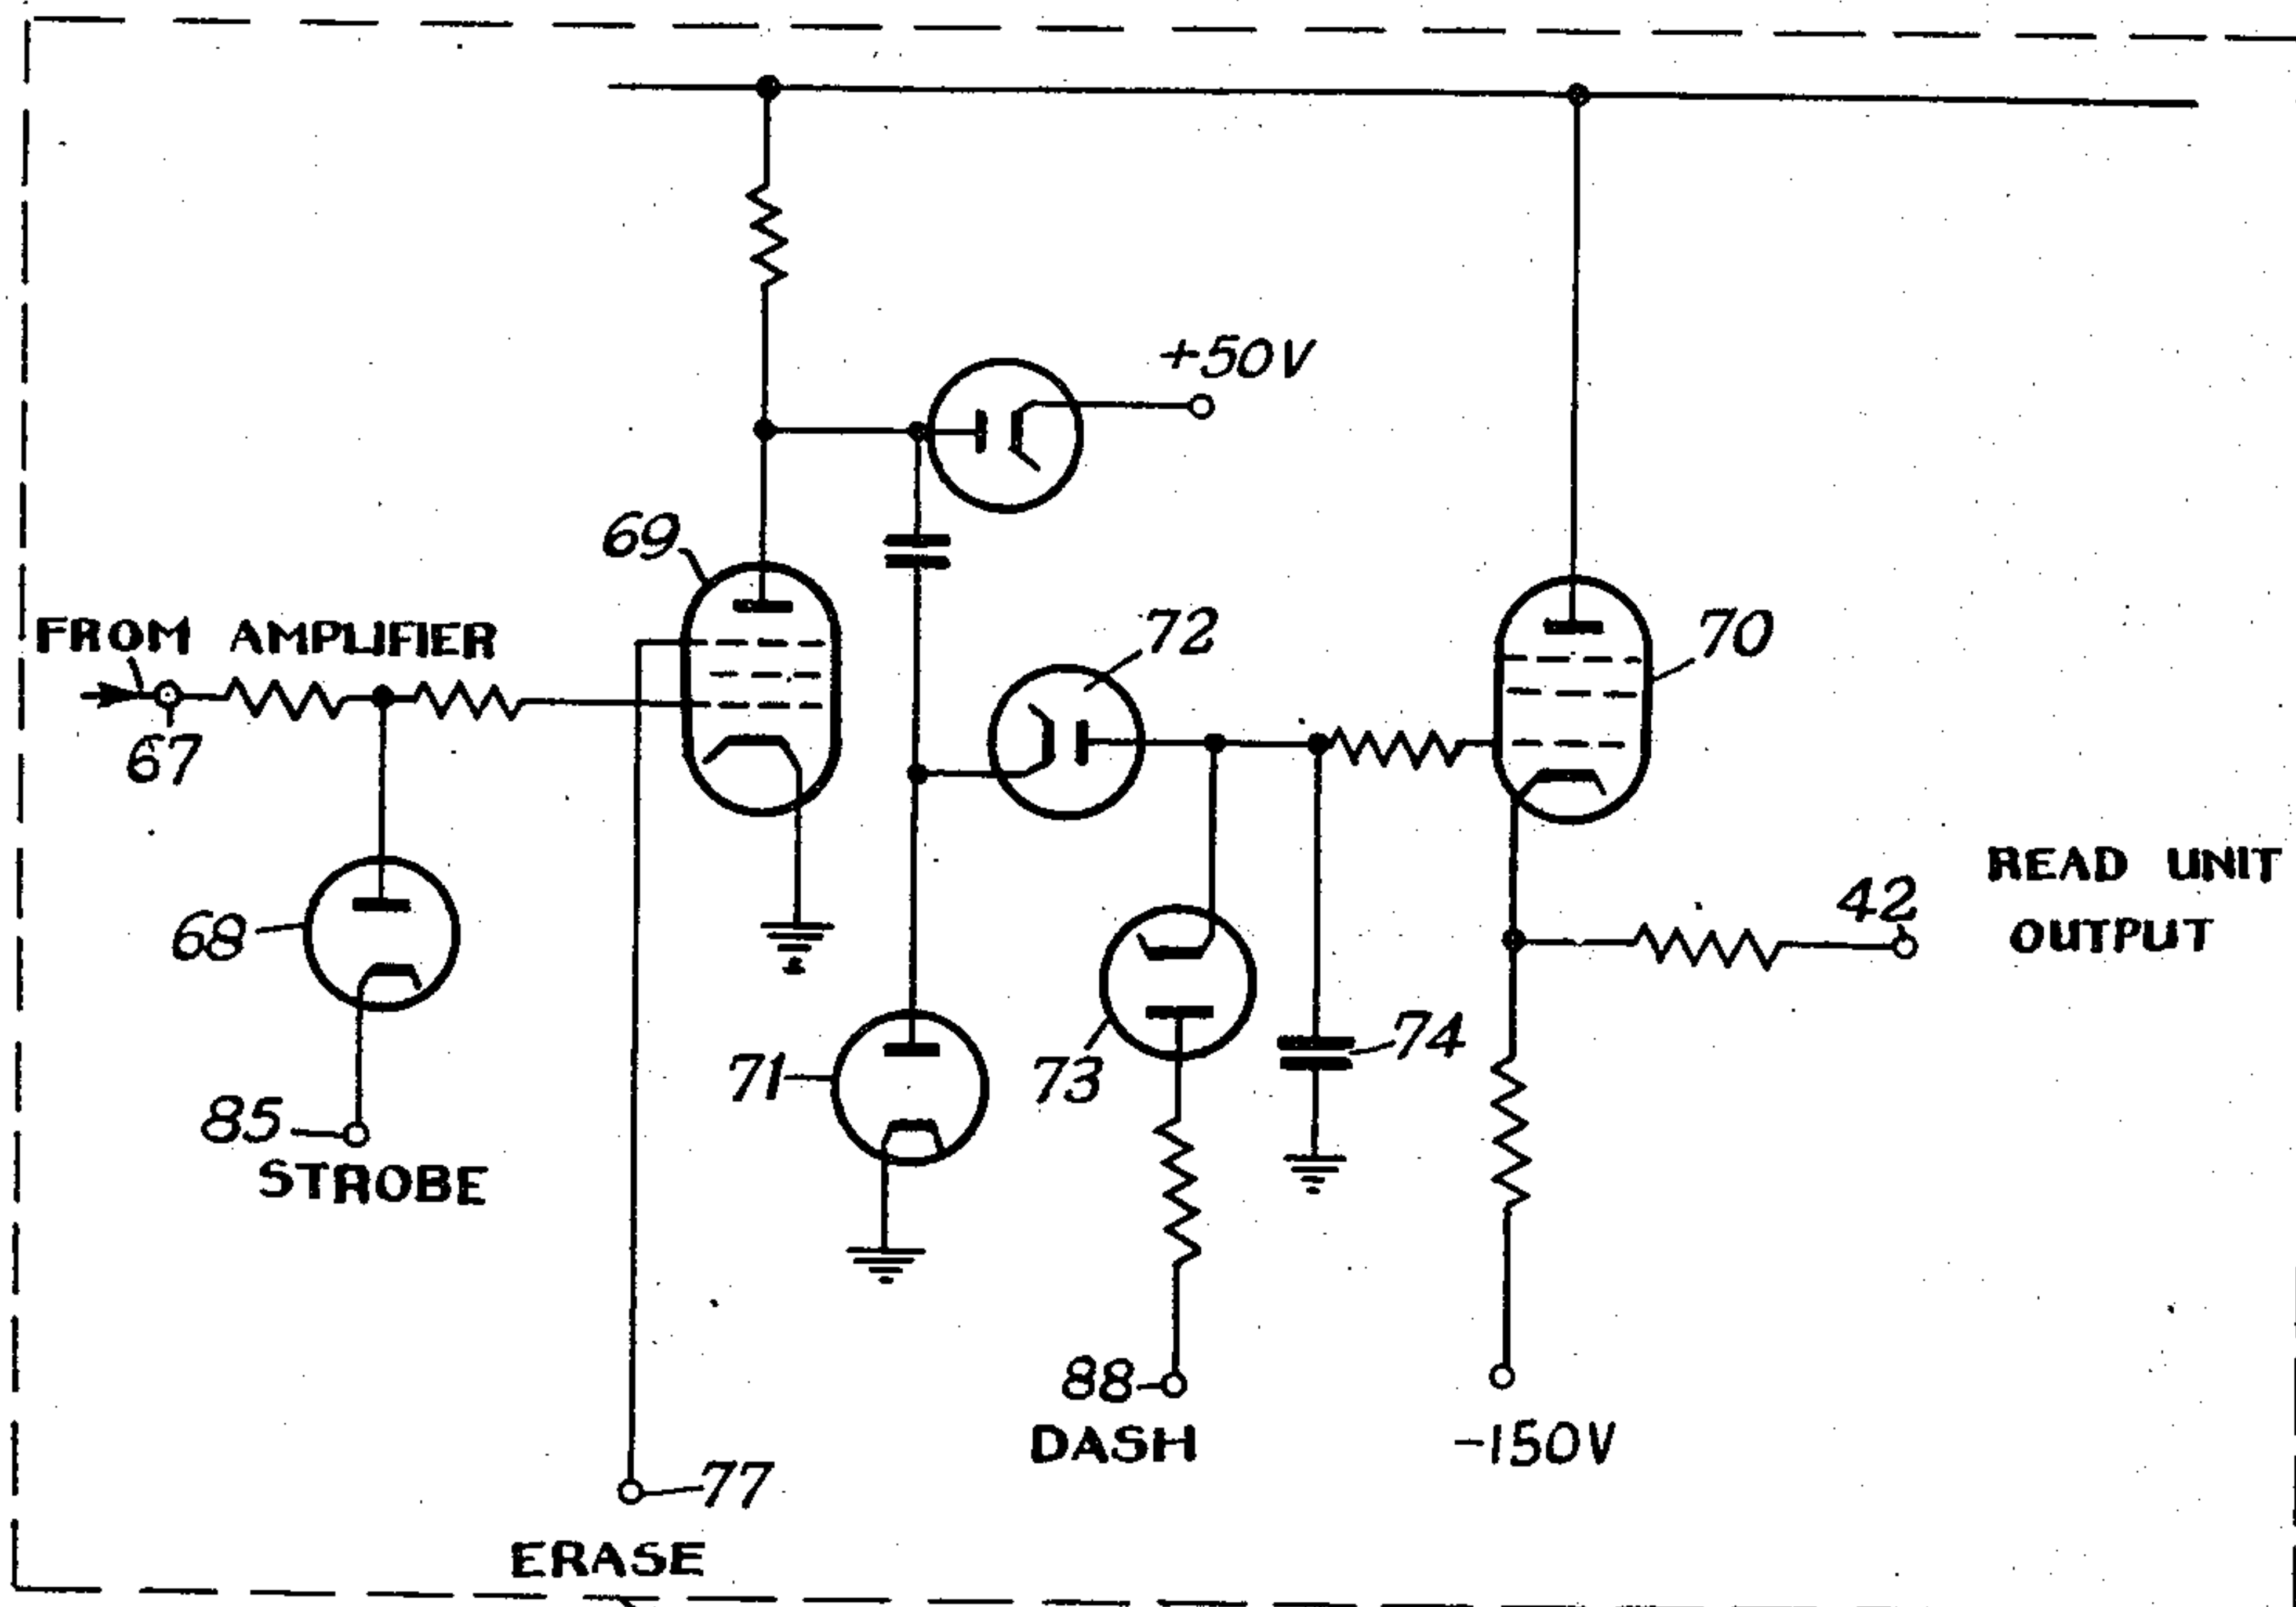 +50V
69
FROM AMPLIFIER
72
70
67
68
READ UNIT
42
OUTPUT
74
71
73
85
STROBE
88
DASH
-150V
77
ERASE